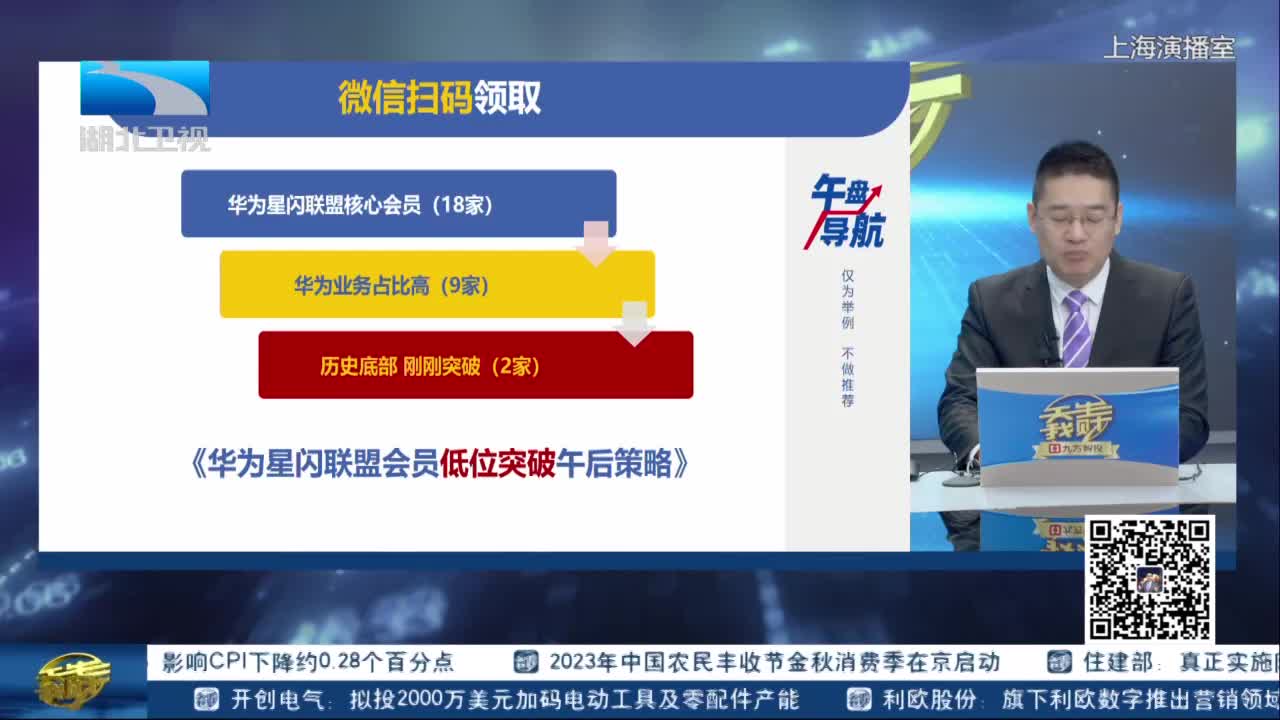 上海演播室
湖北卫视
微信扫码领取
华为星闪联盟核心会员（18家）
华为业务占比高（9家）
历史底部 刚刚突破（2家）
《华为星闪联盟会员低位突破午后策略》
午盘
导航
仅为举例 不做推荐
天生
我财
九方智投
影响CPI下降约0.28个百分点
2023年中国农民丰收节金秋消费季在京启动
住建部：真正实施
开创电气：拟投2000万美元加码电动工具及零配件产能
利欧股份：旗下利欧数字推出营销领域